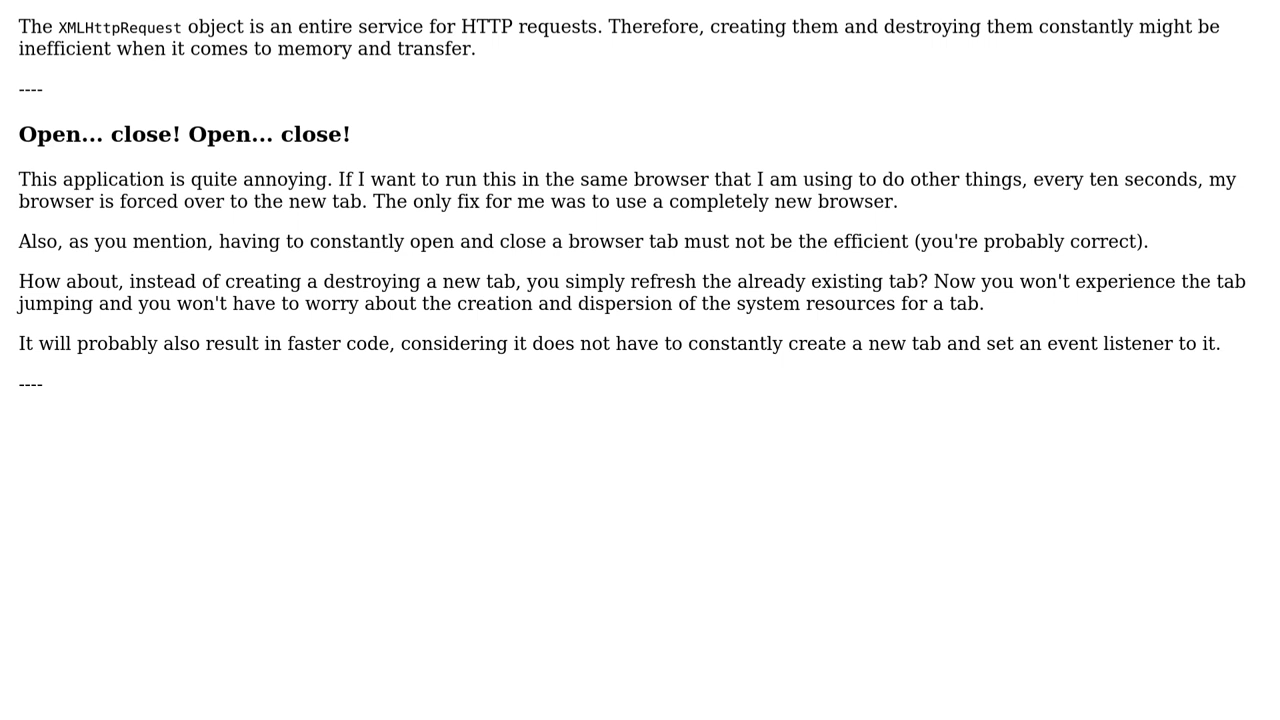 The XMLHttpRequest object is an entire service for HTTP requests. Therefore, creating them and destroying them constantly might be
inefficient when it comes to memory and transfer.
----
Open... close! Open... close!
This application is quite annoying. If I want to run this in the same browser that I am using to do other things, every ten seconds, my
browser is forced over to the new tab. The only fix for me was to use a completely new browser.
Also, as you mention, having to constantly open and close a browser tab must not be the efficient (you're probably correct).
How about, instead of creating a destroying a new tab, you simply refresh the already existing tab? Now you won't experience the tab
jumping and you won't have to worry about the creation and dispersion of the system resources for a tab.
It will probably also result in faster code, considering it does not have to constantly create a new tab and set an event listener to it.
----